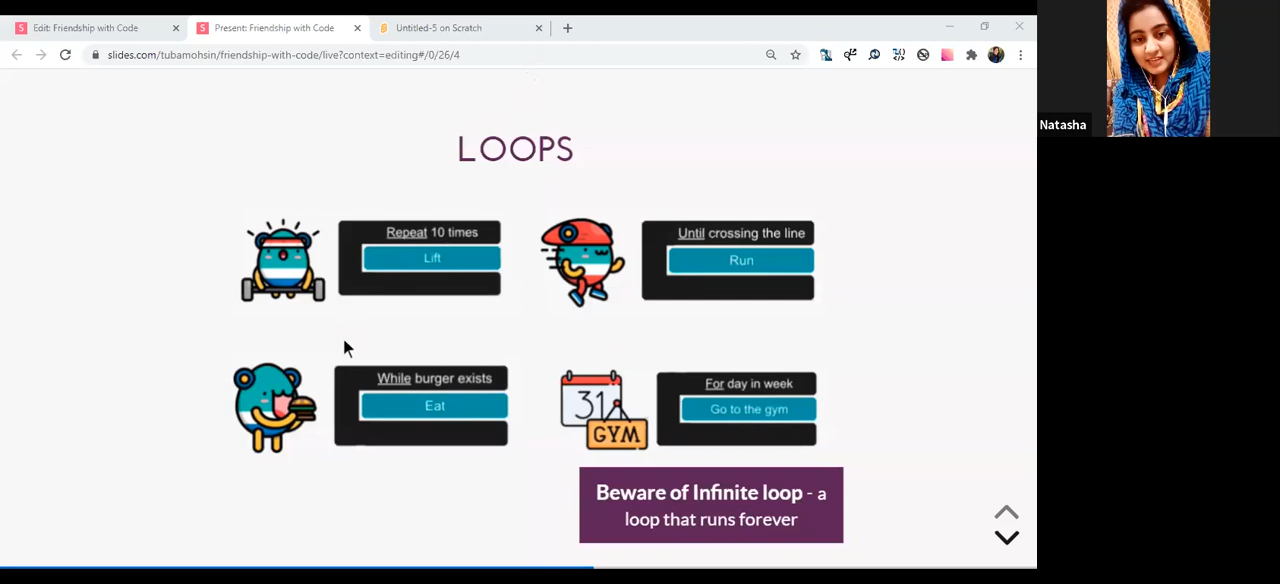 Edit: Friendship with Code
Present: Friendship with Code
Untitled-5 on Scratch
slides.com/tubamohsin/friendship-with-code/live?context=editing#/0/26/4
Natasha
LOOPS
Repeat 10 times
Lift
Until crossing the line
Run
While burger exists
Eat
31
GYM
For day in week
Go to the gym
Beware of Infinite loop - a
loop that runs forever